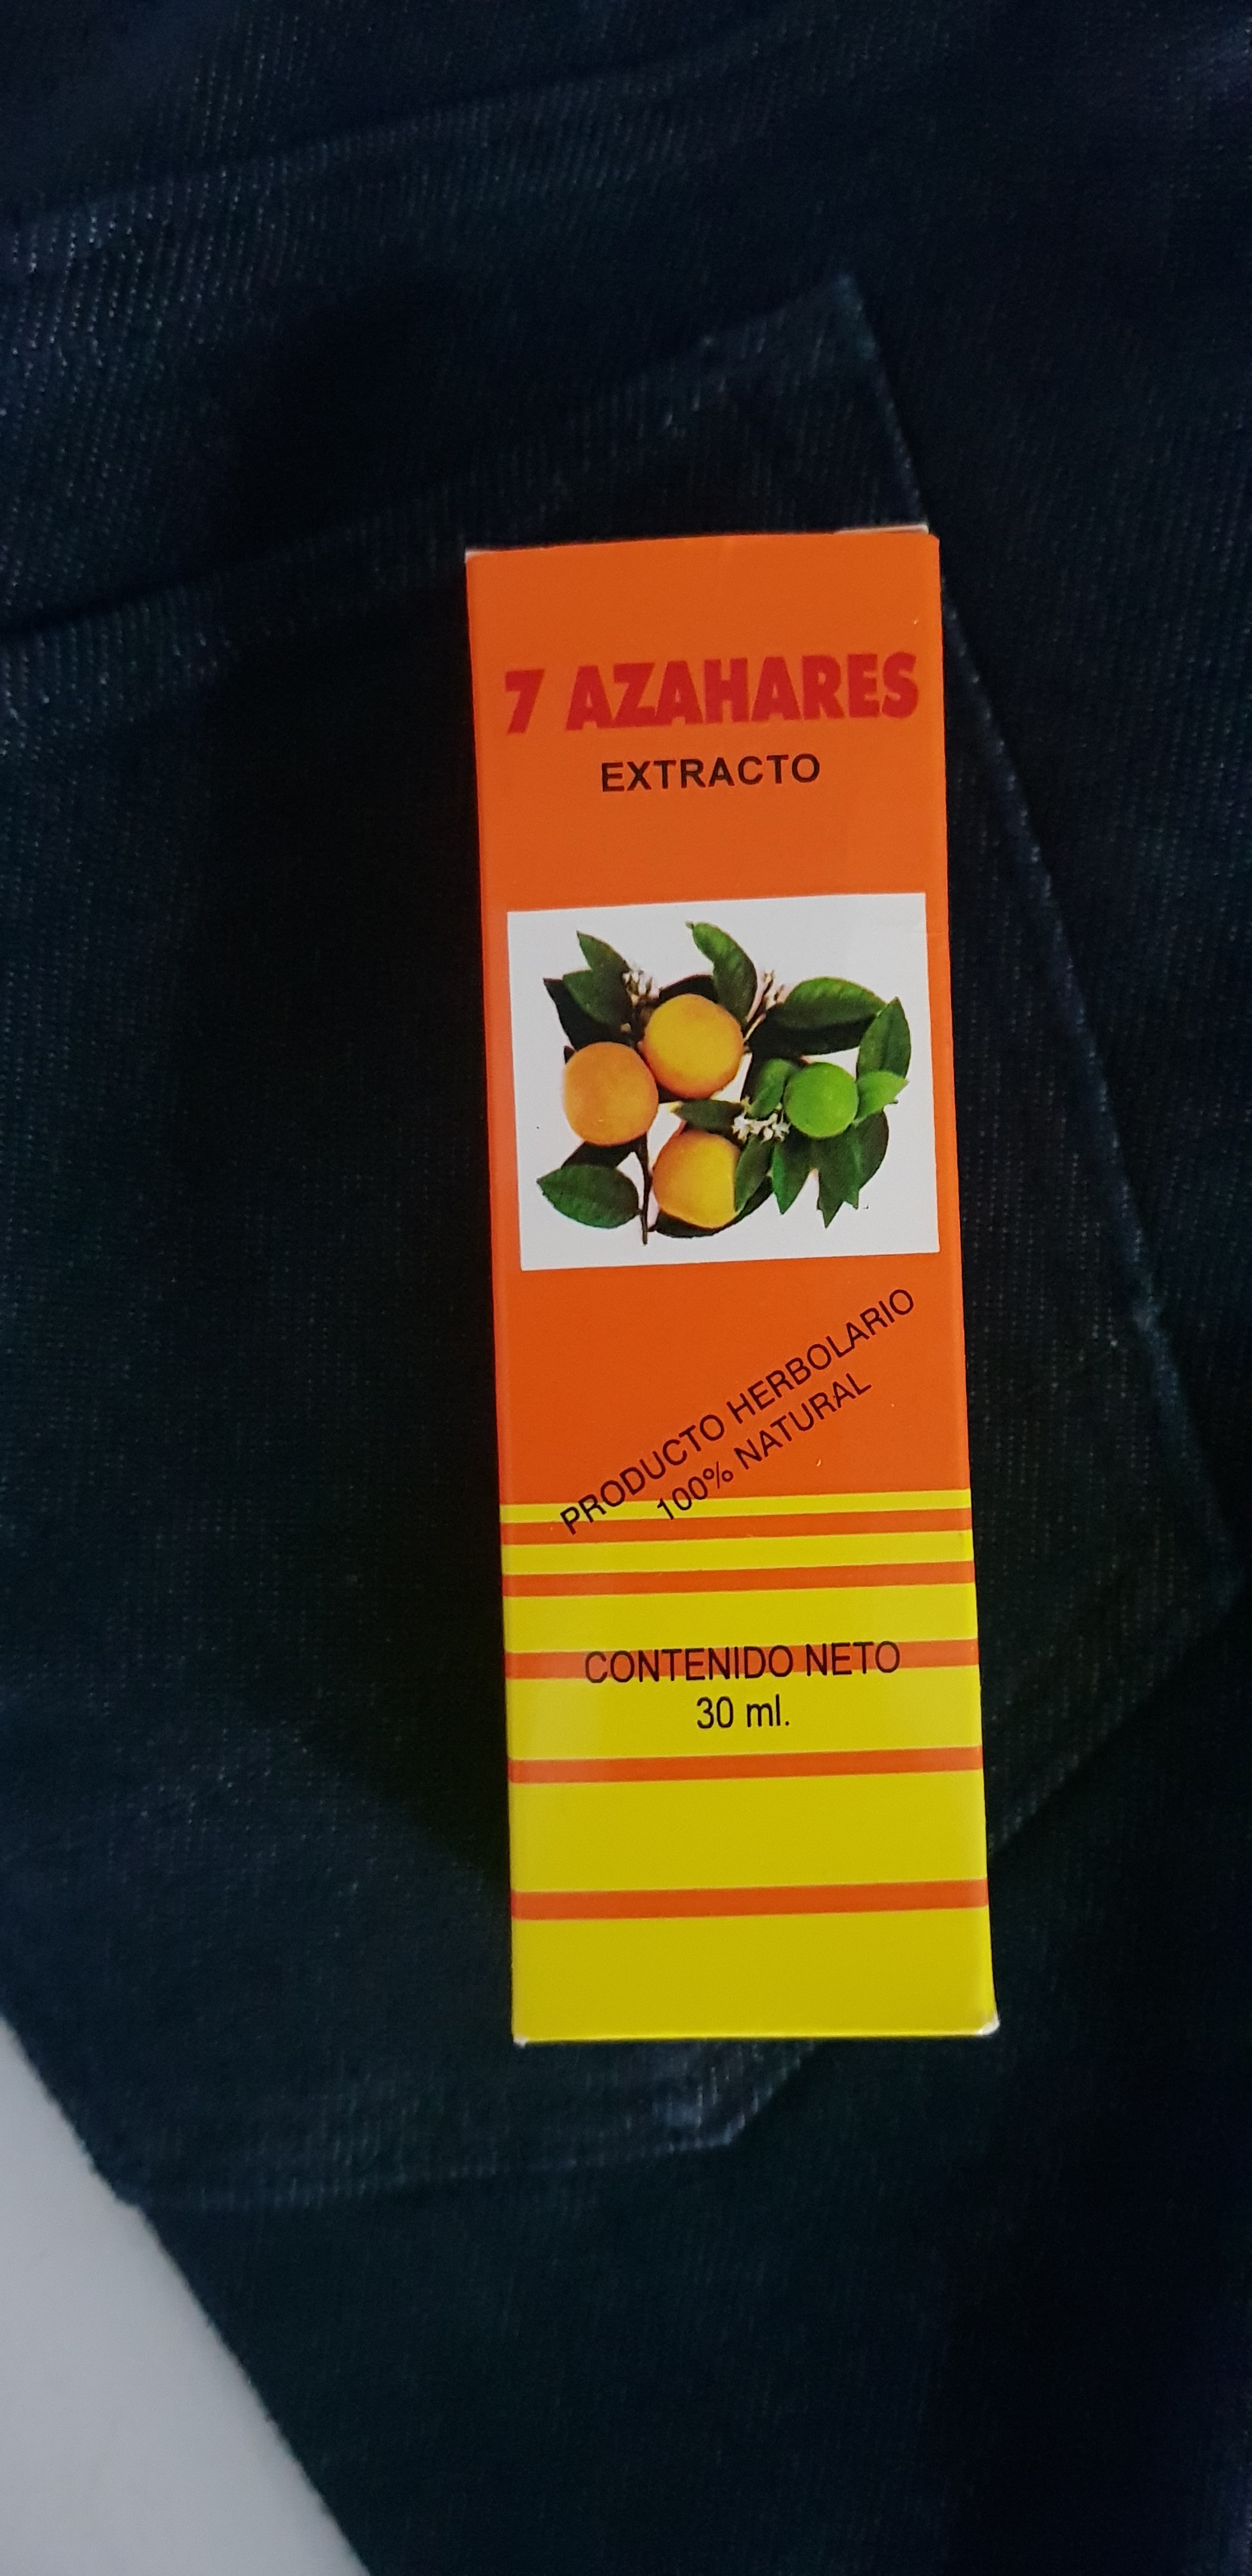 7 AZAHARES
EXTRACTO
PRODUCTO HERBOLARIO
100% NATURAL
CONTENIDO NETO
30 ml.